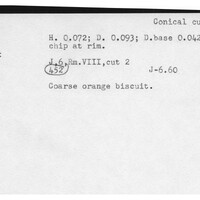 Conical cu
H. 0.072; D. 0.093; D.base 0.042
chip at rim.
J.6,Rm.VIII,cut 2
452
J-6.60
Coarse orange biscuit.